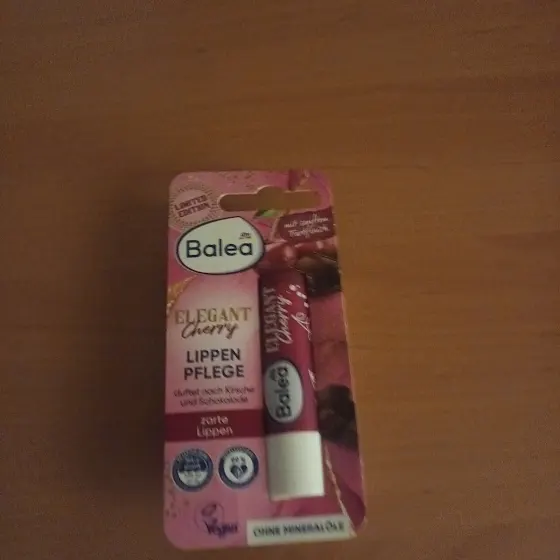 LIMITED
EDITION
mit zartem
Balea
ELEGANT
Cherry
LIPPEN
PFLEGE
duftet nach Kirsche
und Schokolade
zarte
Lippen
Vegan
OHNE MINERALÖLE
ELEGANT
Cherry
Balea